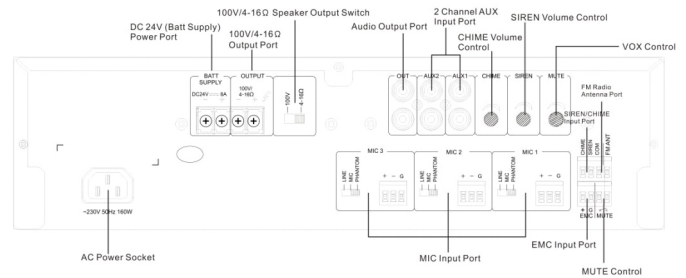 100V/4-16Ω Speaker Output Switch
DC 24V (Batt Supply)
Power Port
100V/4-16Ω
Output Port
Audio Output Port
2 Channel AUX
Input Port
CHIME Volume
Control
SIREN Volume Control
VOX Control
BATT
SUPPLY
DC24V 8A
OUTPUT
100V/
4-16Ω
100V
4-16Ω
OUT
AUX2
AUX1
CHIME
SIREN
MUTE
FM Radio
Antenna Port
SIREN/CHIME
Input Port
CHIME
SIREN
COM
FM ANT
MIC 3
MIC 2
MIC 1
LINE
MIC
PHANTOM
+ − G
LINE
MIC
PHANTOM
+ − G
LINE
MIC
PHANTOM
+ − G
EMC
MUTE
~230V 50Hz 160W
AC Power Socket
MIC Input Port
EMC Input Port
MUTE Control